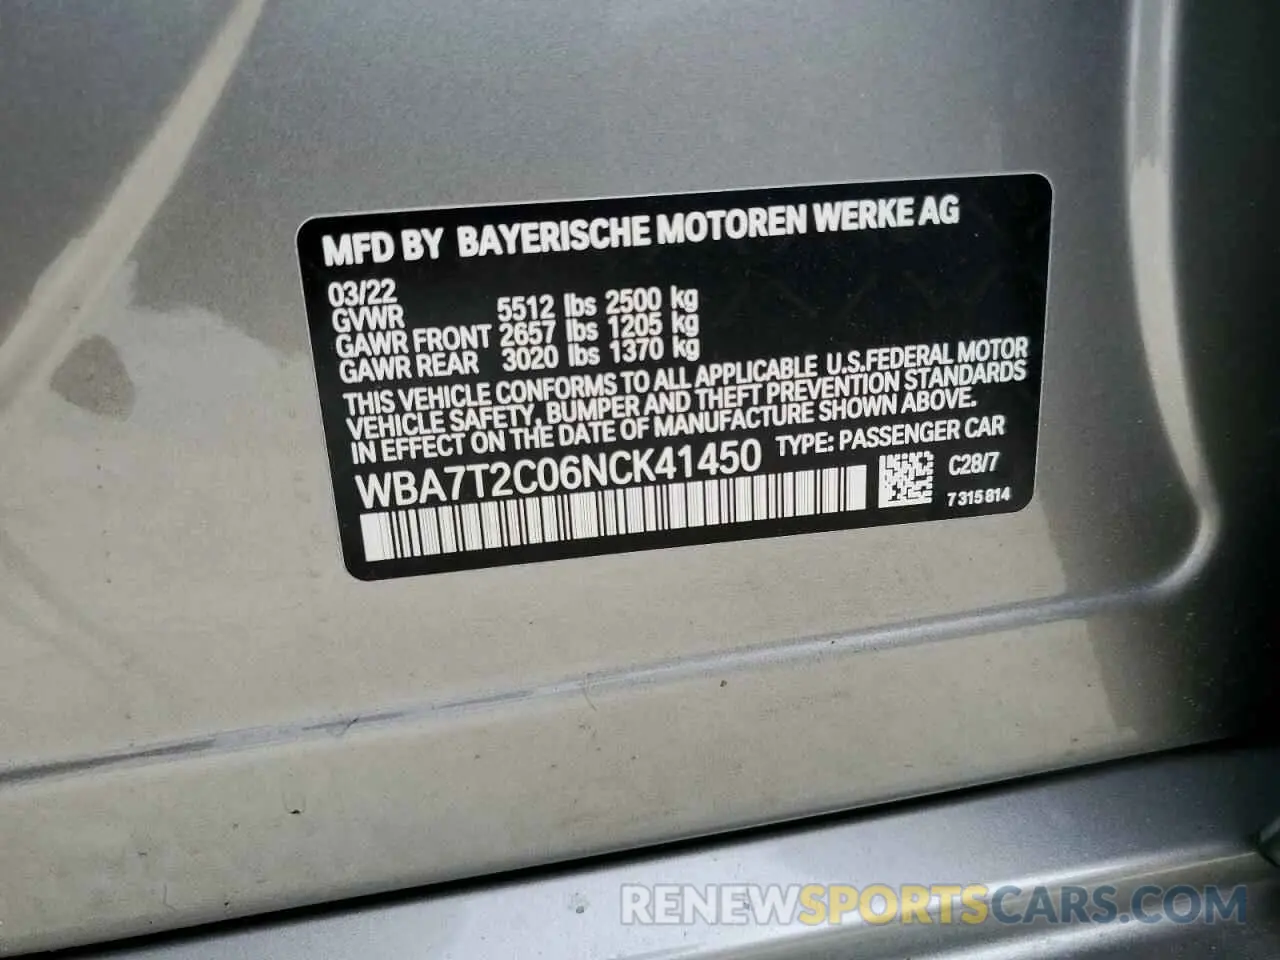 MFD BY BAYERISCHE MOTOREN WERKE AG
03/22
GVWR 5512 lbs 2500 kg
GAWR FRONT 2657 lbs 1205 kg
GAWR REAR 3020 lbs 1370 kg
THIS VEHICLE CONFORMS TO ALL APPLICABLE U.S.FEDERAL MOTOR
VEHICLE SAFETY, BUMPER AND THEFT PREVENTION STANDARDS
IN EFFECT ON THE DATE OF MANUFACTURE SHOWN ABOVE.
WBA7T2C06NCK41450 TYPE: PASSENGER CAR
C28/7
7 315 814
RENEWSPORTSCARS.COM